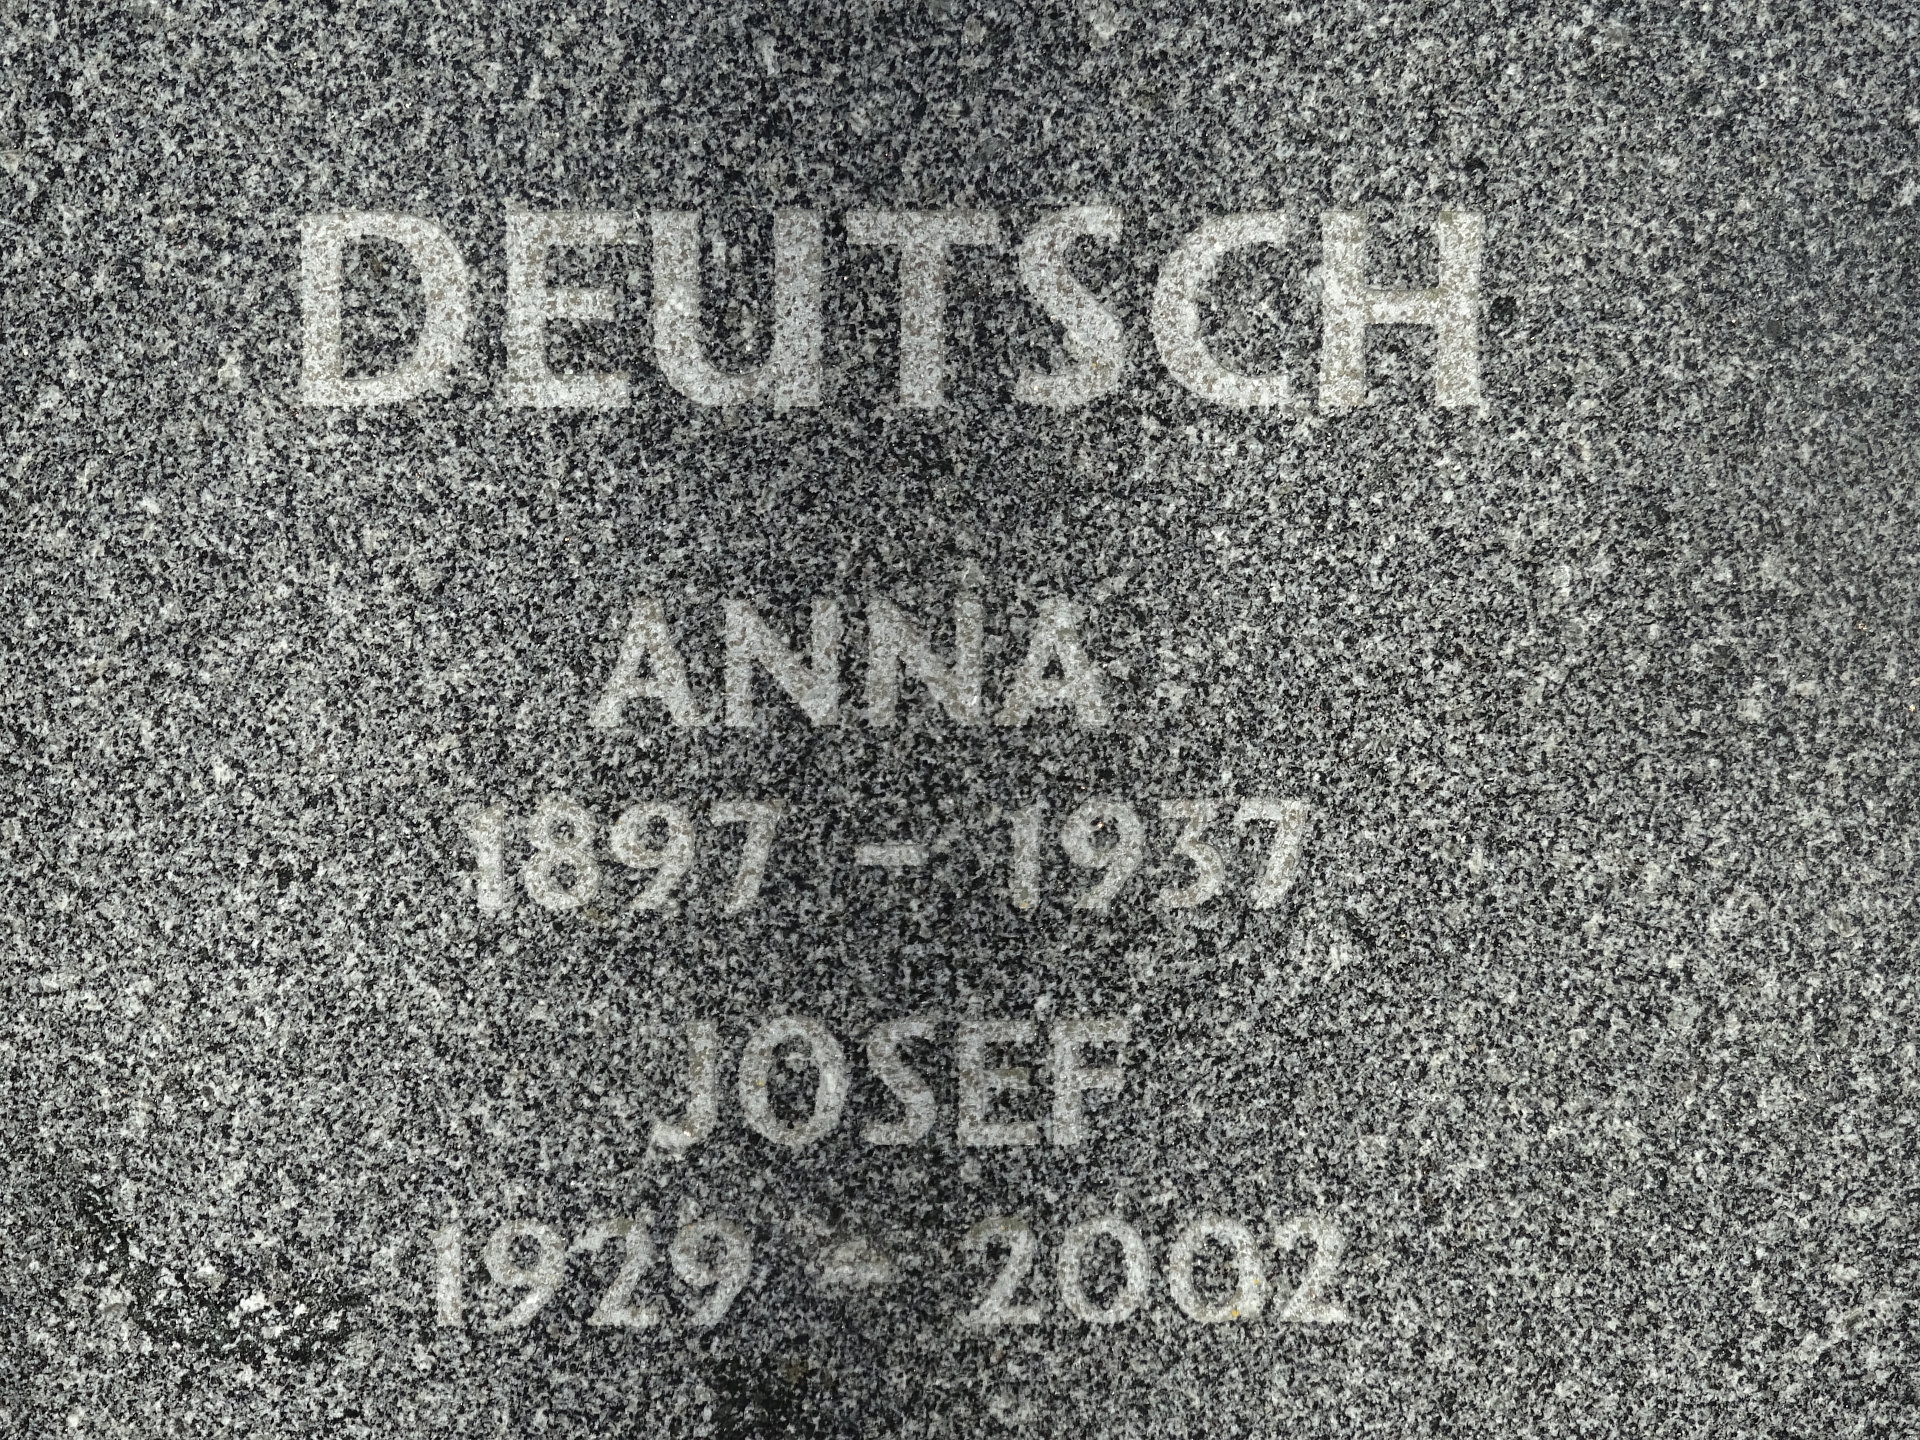 DEUTSCH
ANNA
1897 – 1937
JOSEF
1929 – 2002